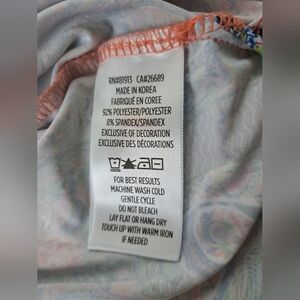 RN#81913 CA#26689
MADE IN KOREA
FABRIQUÉ EN COREE
92% POLYESTER/POLYESTER
8% SPANDEX/SPANDEX
EXCLUSIVE OF DECORATION
EXCLUSIVE DES DÉCORATIONS
FOR BEST RESULTS
MACHINE WASH COLD
GENTLE CYCLE
DO NOT BLEACH
LAY FLAT OR HANG DRY
TOUCH UP WITH WARM IRON
IF NEEDED